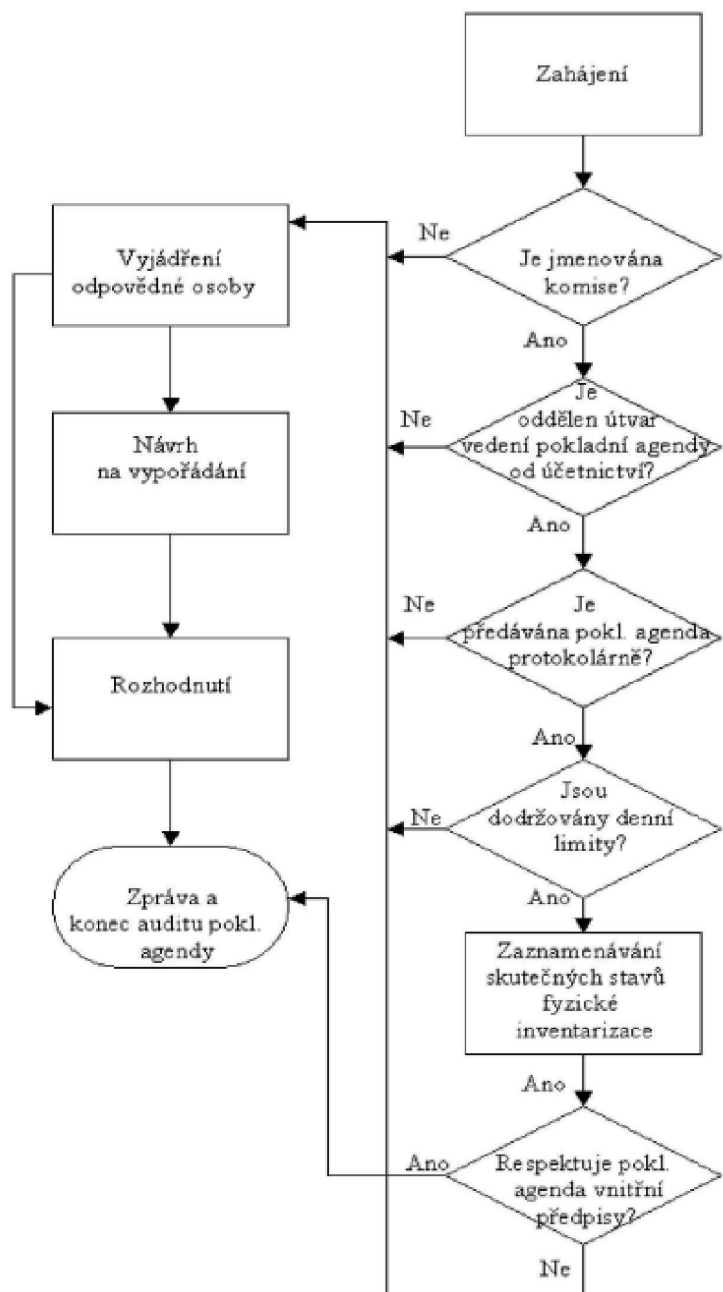 Zahájení
Ne
Je jmenována
komise?
Vyjádření
odpovědné osoby
Ano
Ne
Je
oddělen útvar
vedení pokladní agendy
od účetnictví?
Návrh
na vypořádání
Ano
Ne
Je
předávána pokl. agenda
protokolárně?
Rozhodnutí
Ano
Jsou
dodržovány denní
limity?
Ne
Ano
Zpráva a
konec auditu pokl.
agendy
Zaznamenávání
skutečných stavů
fyzické
inventarizace
Ano
Ano
Respektuje pokl.
agenda vnitřní
předpisy?
Ne